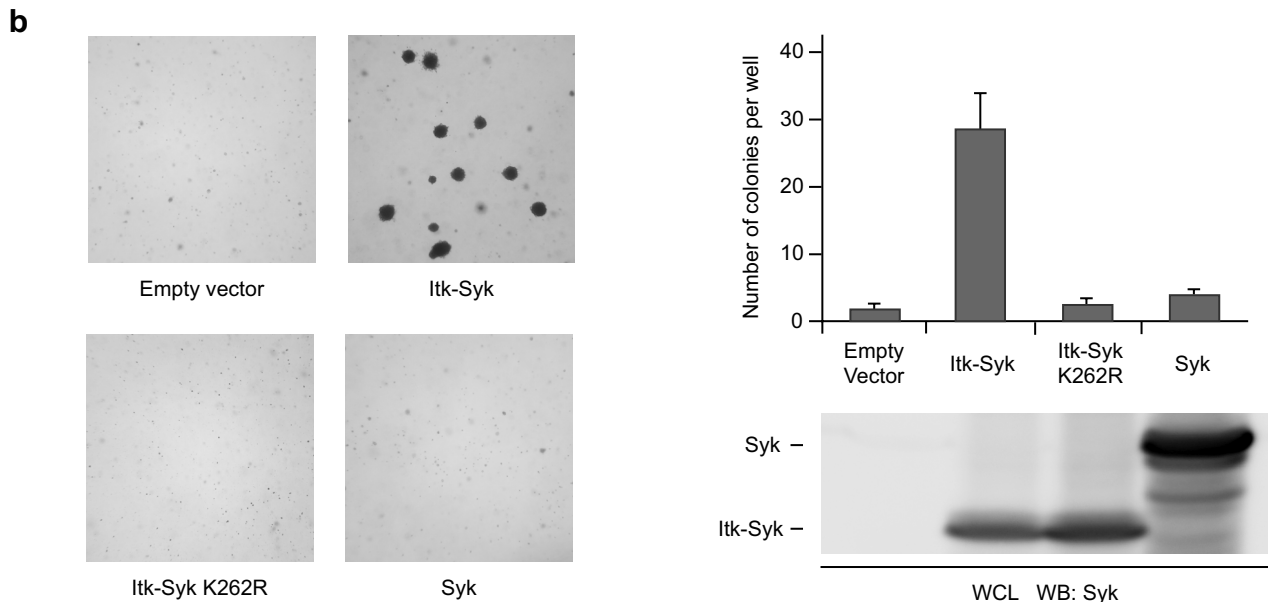 b
Empty vector
Itk-Syk
Itk-Syk K262R
Syk
Number of colonies per well
40
30
20
10
0
Empty
Vector
Itk-Syk
Itk-Syk
K262R
Syk
Syk
Itk-Syk
WCL WB: Syk